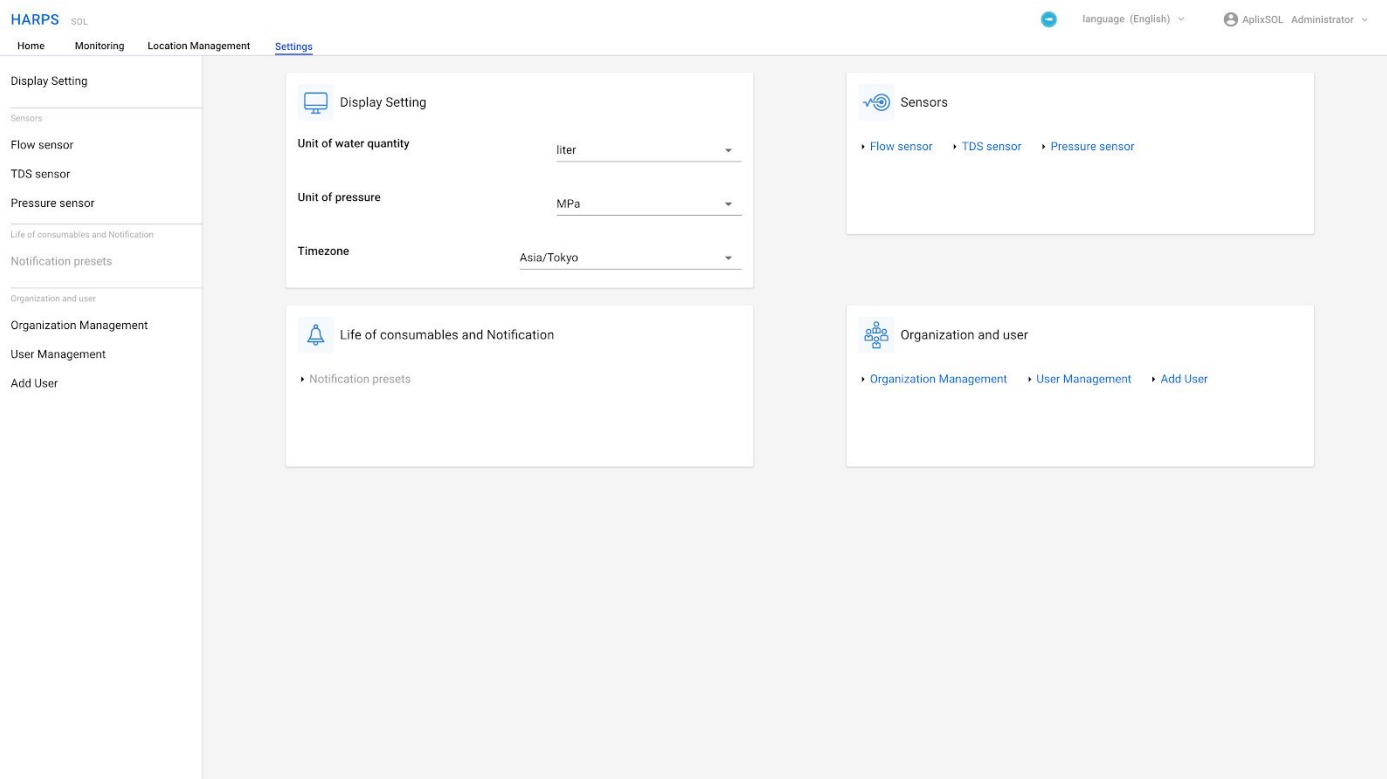 HARPS SOL
language (English)
AplixSOL Administrator
Home Monitoring Location Management Settings
Display Setting
Sensors
Flow sensor
TDS sensor
Pressure sensor
Life of consumables and Notification
Notification presets
Organization and user
Organization Management
User Management
Add User
Display Setting
Unit of water quantity liter
Unit of pressure MPa
Timezone Asia/Tokyo
Sensors
Flow sensor TDS sensor Pressure sensor
Life of consumables and Notification
Notification presets
Organization and user
Organization Management User Management Add User